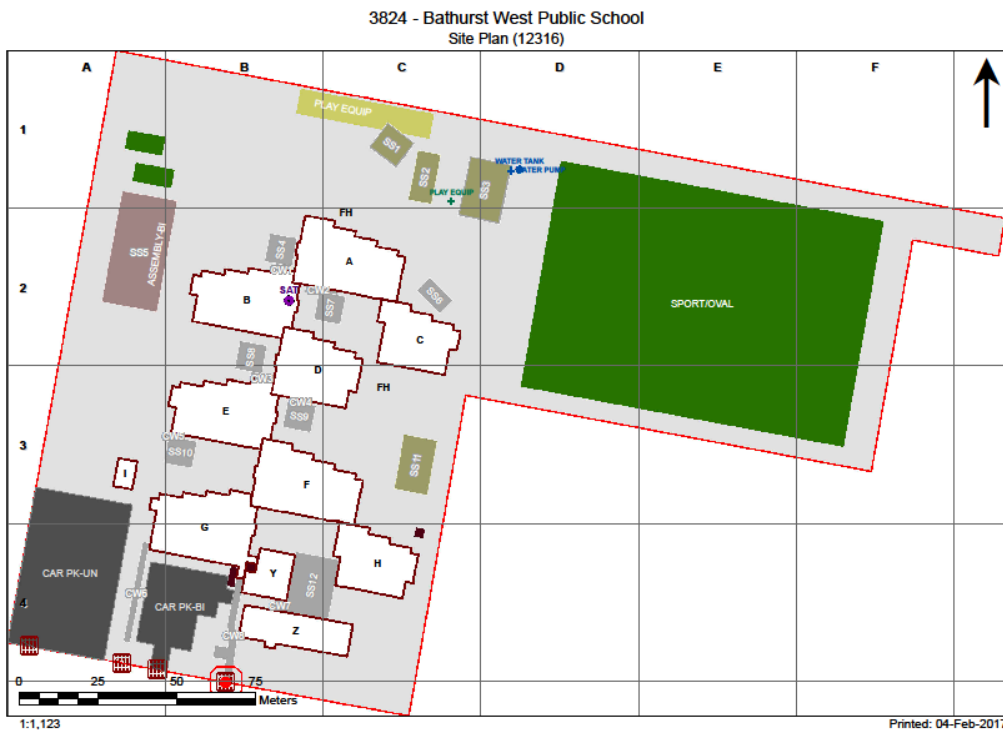 3824 - Bathurst West Public School
Site Plan (12316)
A B C D E F
1
PLAY EQUIP
SS1
SS2
SS3
WATER TANK
WATER PUMP
PLAY EQUIP
FH
SS5
ASSEMBLY-BI
SS4
CW1
A
2
B
SAT
CW2
SS7
SS6
C
SPORT/OVAL
SS8
CW3
D
FH
E
CW4
SS9
3
CW5
SS10
SS11
I
F
G
H
CAR PK-UN
Y
SS12
CW6
CAR PK-BI
CW7
4
Z
0 25 50 75
Meters
1:1,123
Printed: 04-Feb-2017